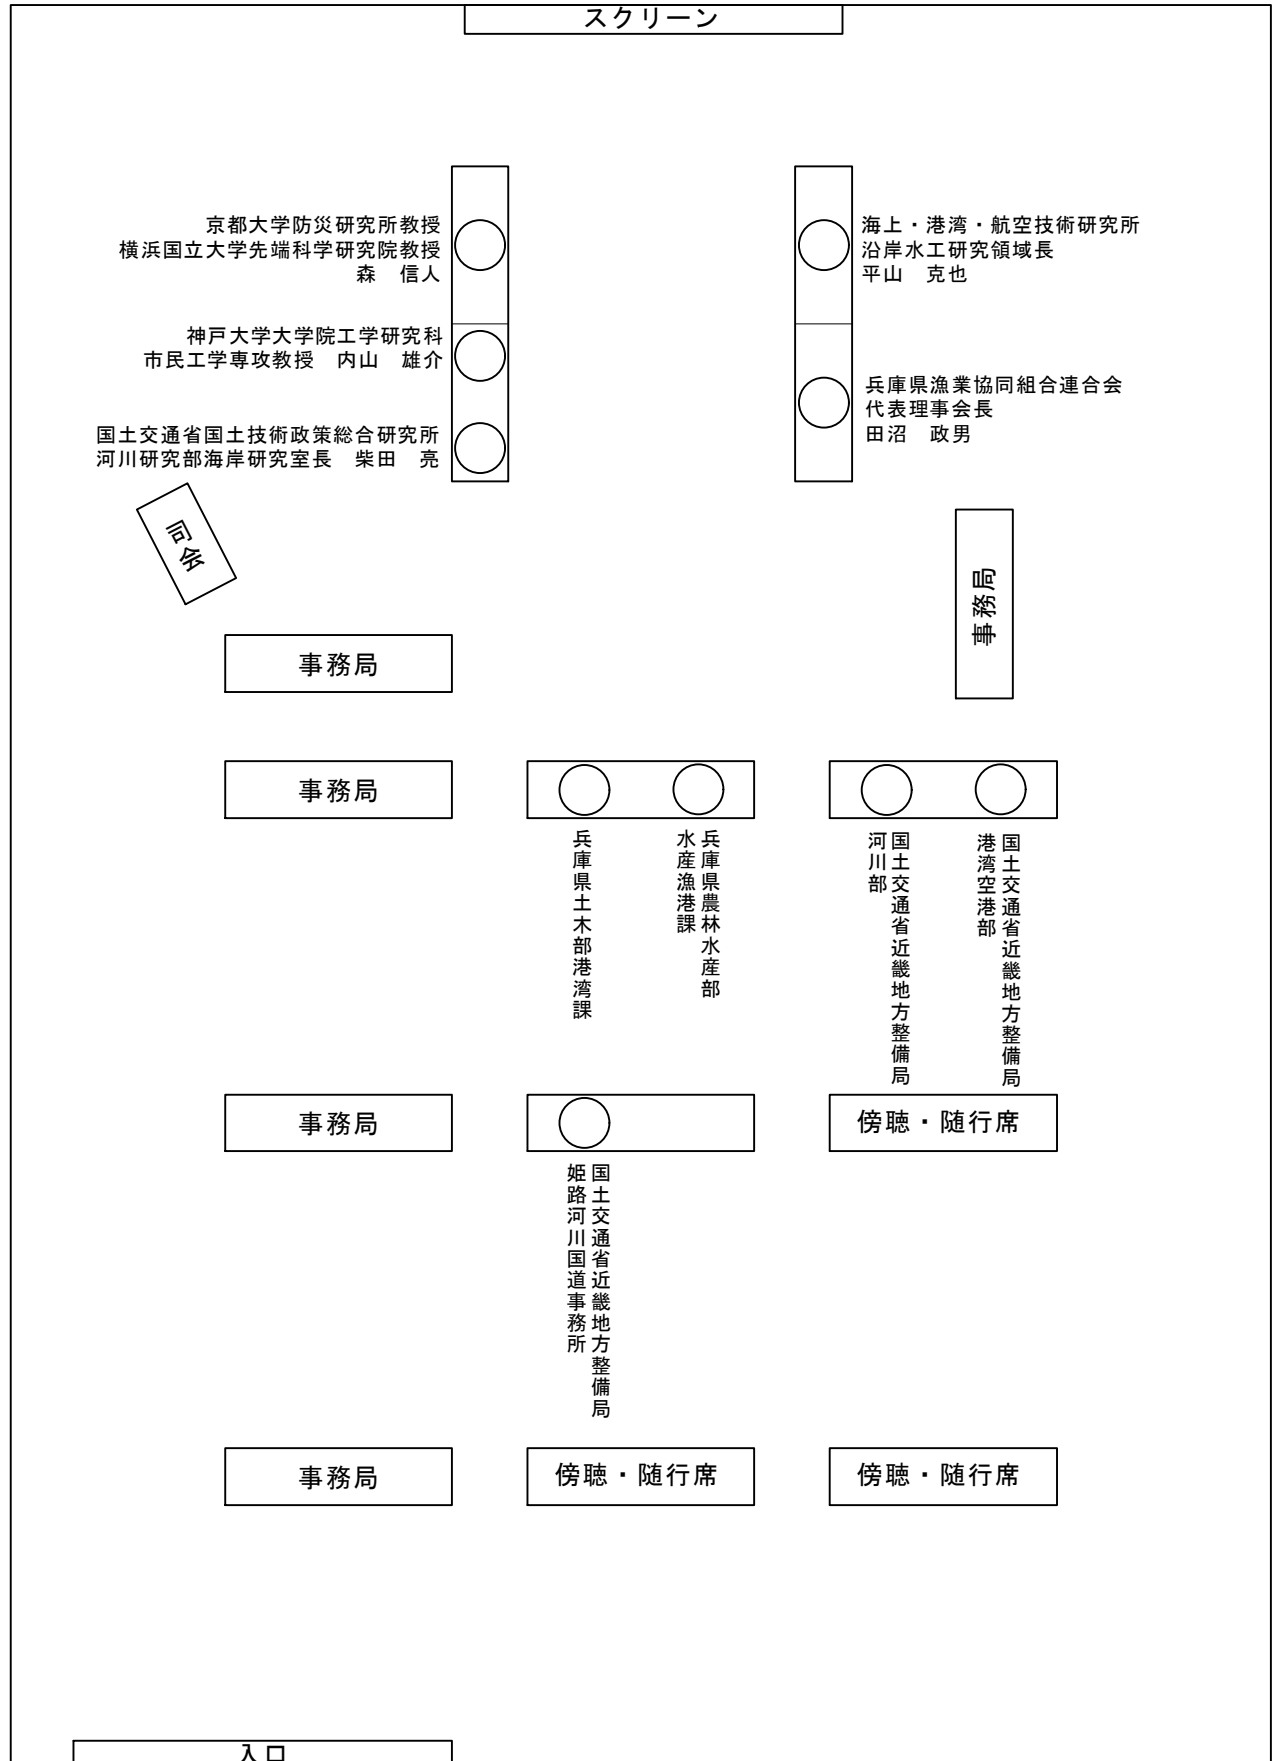 スクリーン
京都大学防災研究所教授
横浜国立大学先端科学研究院教授
森　信人
神戸大学大学院工学研究科
市民工学専攻教授　内山　雄介
国土交通省国土技術政策総合研究所
河川研究部海岸研究室長　柴田　亮
海上・港湾・航空技術研究所
沿岸水工研究領域長
平山　克也
兵庫県漁業協同組合連合会
代表理事会長
田沼　政男
司会
事務局
事務局
事務局
兵庫県土木部港湾課
兵庫県農林水産部
水産漁港課
国土交通省近畿地方整備局
河川部
国土交通省近畿地方整備局
港湾空港部
事務局
国土交通省近畿地方整備局
姫路河川国道事務所
傍聴・随行席
事務局
傍聴・随行席
傍聴・随行席
入口